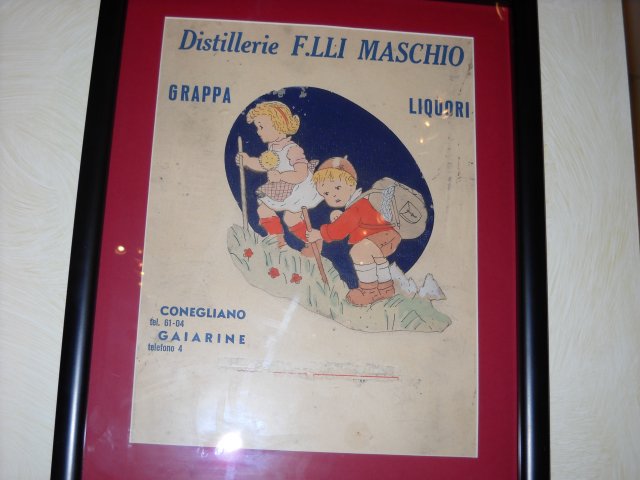 Distillerie F.LLI MASCHIO
GRAPPA LIQUORI
CONEGLIANO
tel. 61-04
GAIARINE
telefono 4